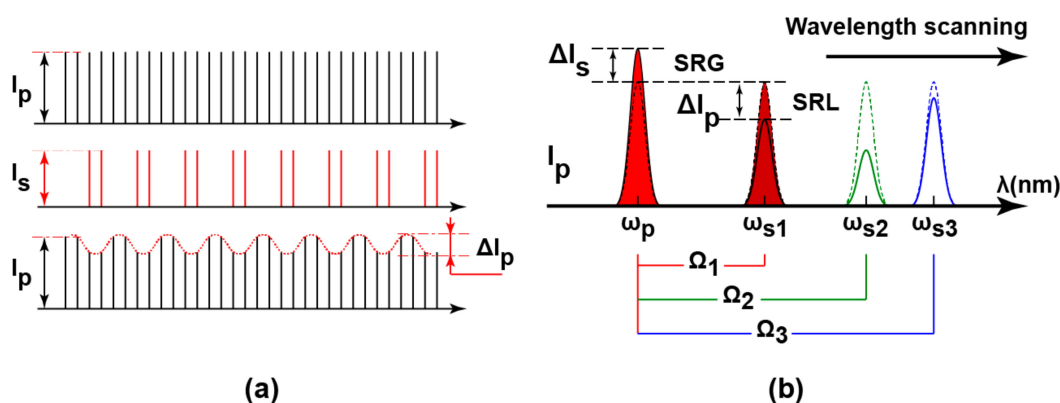 Ip
Is
Ip
ΔIp
(a)
Wavelength scanning
ΔIs
SRG
ΔIp
SRL
Ip
λ(nm)
ωp
ωs1
ωs2
ωs3
Ω1
Ω2
Ω3
(b)